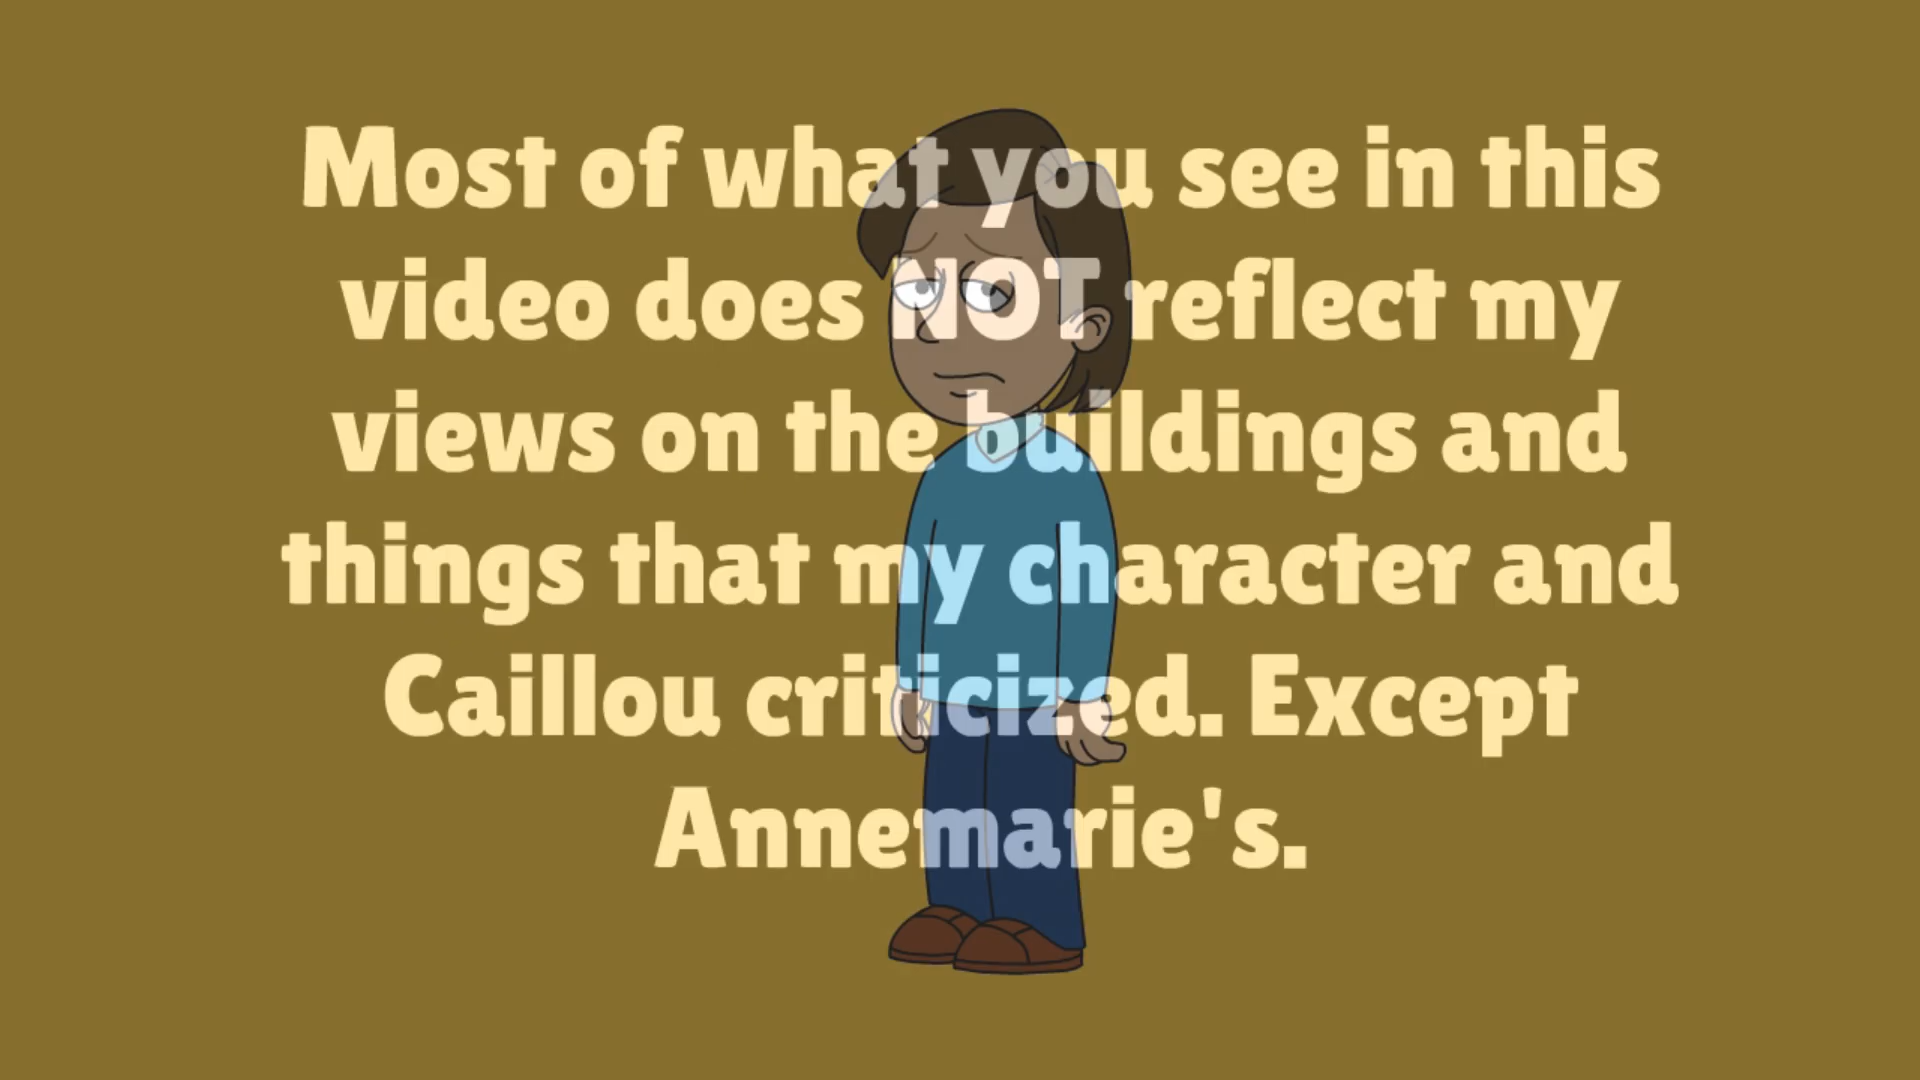 Most of what you see in this
video does NOT reflect my
views on the buildings and
things that my character and
Caillou criticized. Except
Annemarie's.